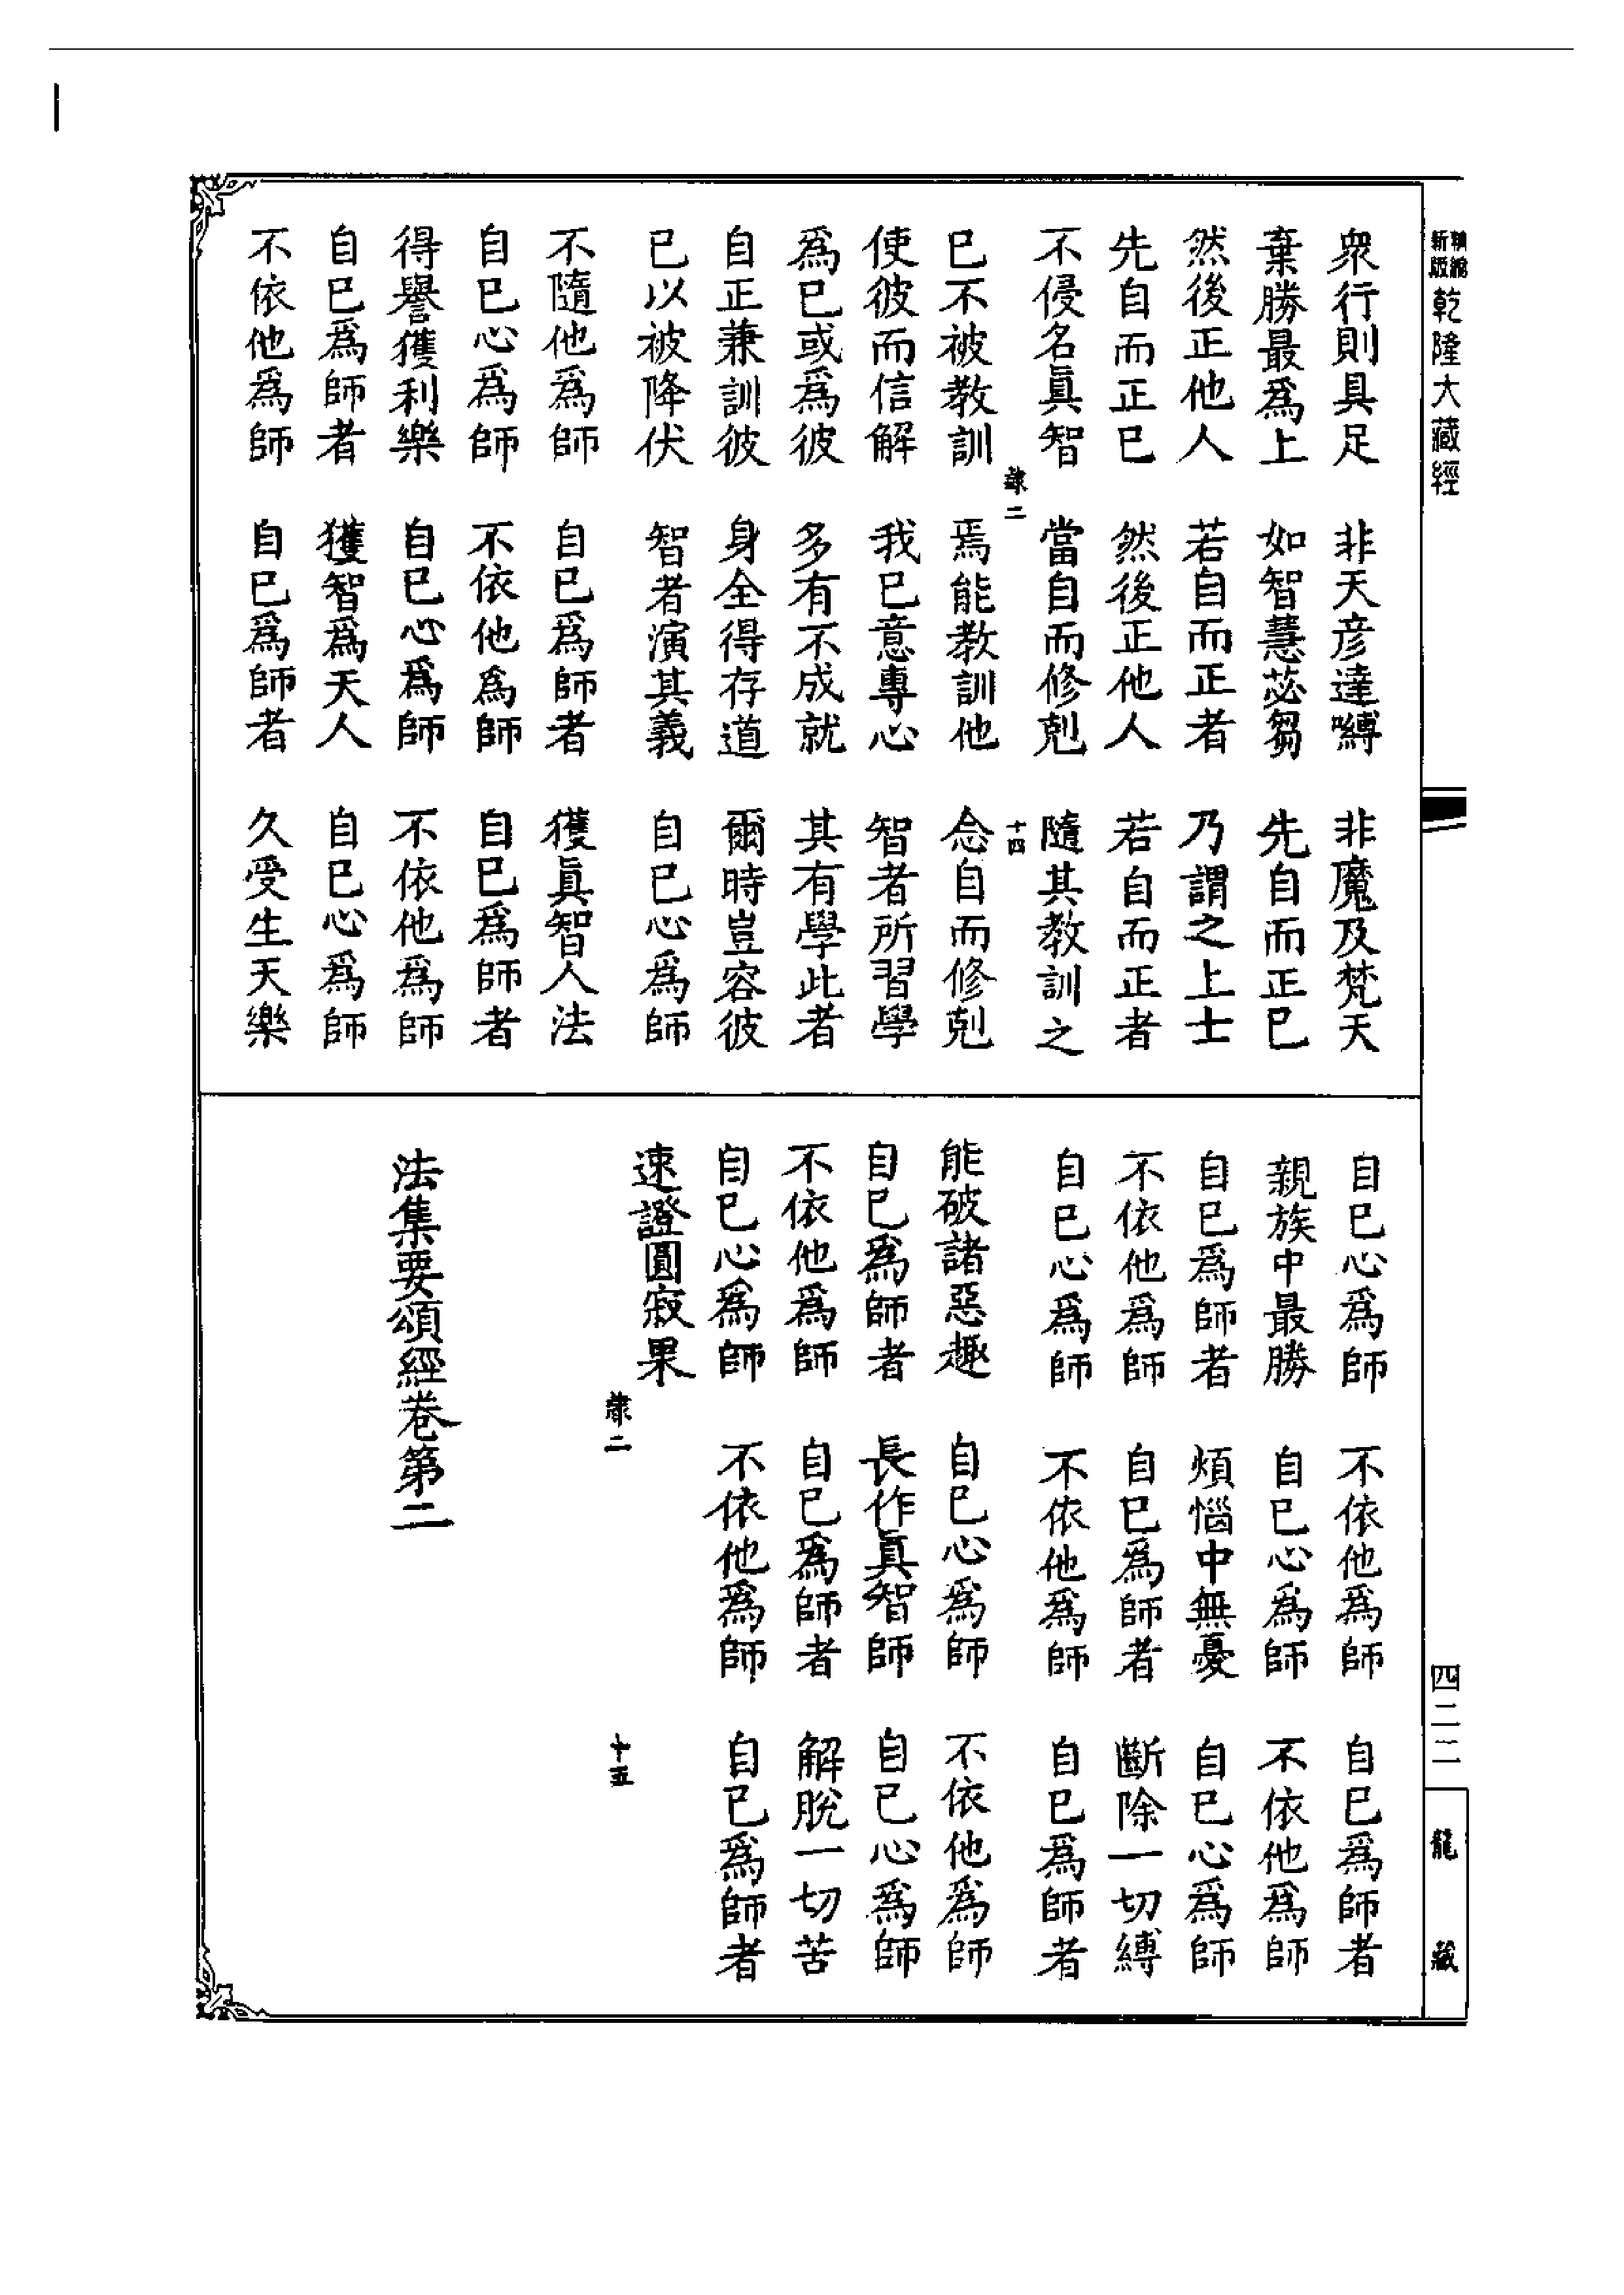 精編
新版
乾隆大藏經
四二二
龍藏
衆行則具足　非天彦達嚩　非魔及梵天
棄勝最爲上　如智慧苾芻　先自而正已
然後正他人　若自而正者　乃謂之上士
先自而正已　然後正他人　若自而正者
不侵名眞智　當自而修剋　隨其教訓之
隸二　十四
已不被教訓　焉能教訓他　念自而修剋
使彼而信解　我已意專心　智者所習學
爲已或爲彼　多有不成就　其有學此者
自正兼訓彼　身全得存道　爾時豈容彼
已以被降伏　智者演其義　自已心爲師
不隨他爲師　自已爲師者　獲眞智人法
自已心爲師　不依他爲師　自已爲師者
得譽獲利樂　自已心爲師　不依他爲師
自已爲師者　獲智爲天人　自已心爲師
不依他爲師　自已爲師者　久受生天樂
自已心爲師　不依他爲師　自已爲師者
親族中最勝　自已心爲師　不依他爲師
自已爲師者　煩惱中無憂　自已心爲師
不依他爲師　自已爲師者　斷除一切縛
自已心爲師　不依他爲師　自已爲師者
能破諸惡趣　自已心爲師　不依他爲師
自已爲師者　長作眞智師　自已心爲師
不依他爲師　自已爲師者　解脫一切苦
自已心爲師　不依他爲師　自已爲師者
速證圓寂果
隸二　十五
法集要頌經卷第二